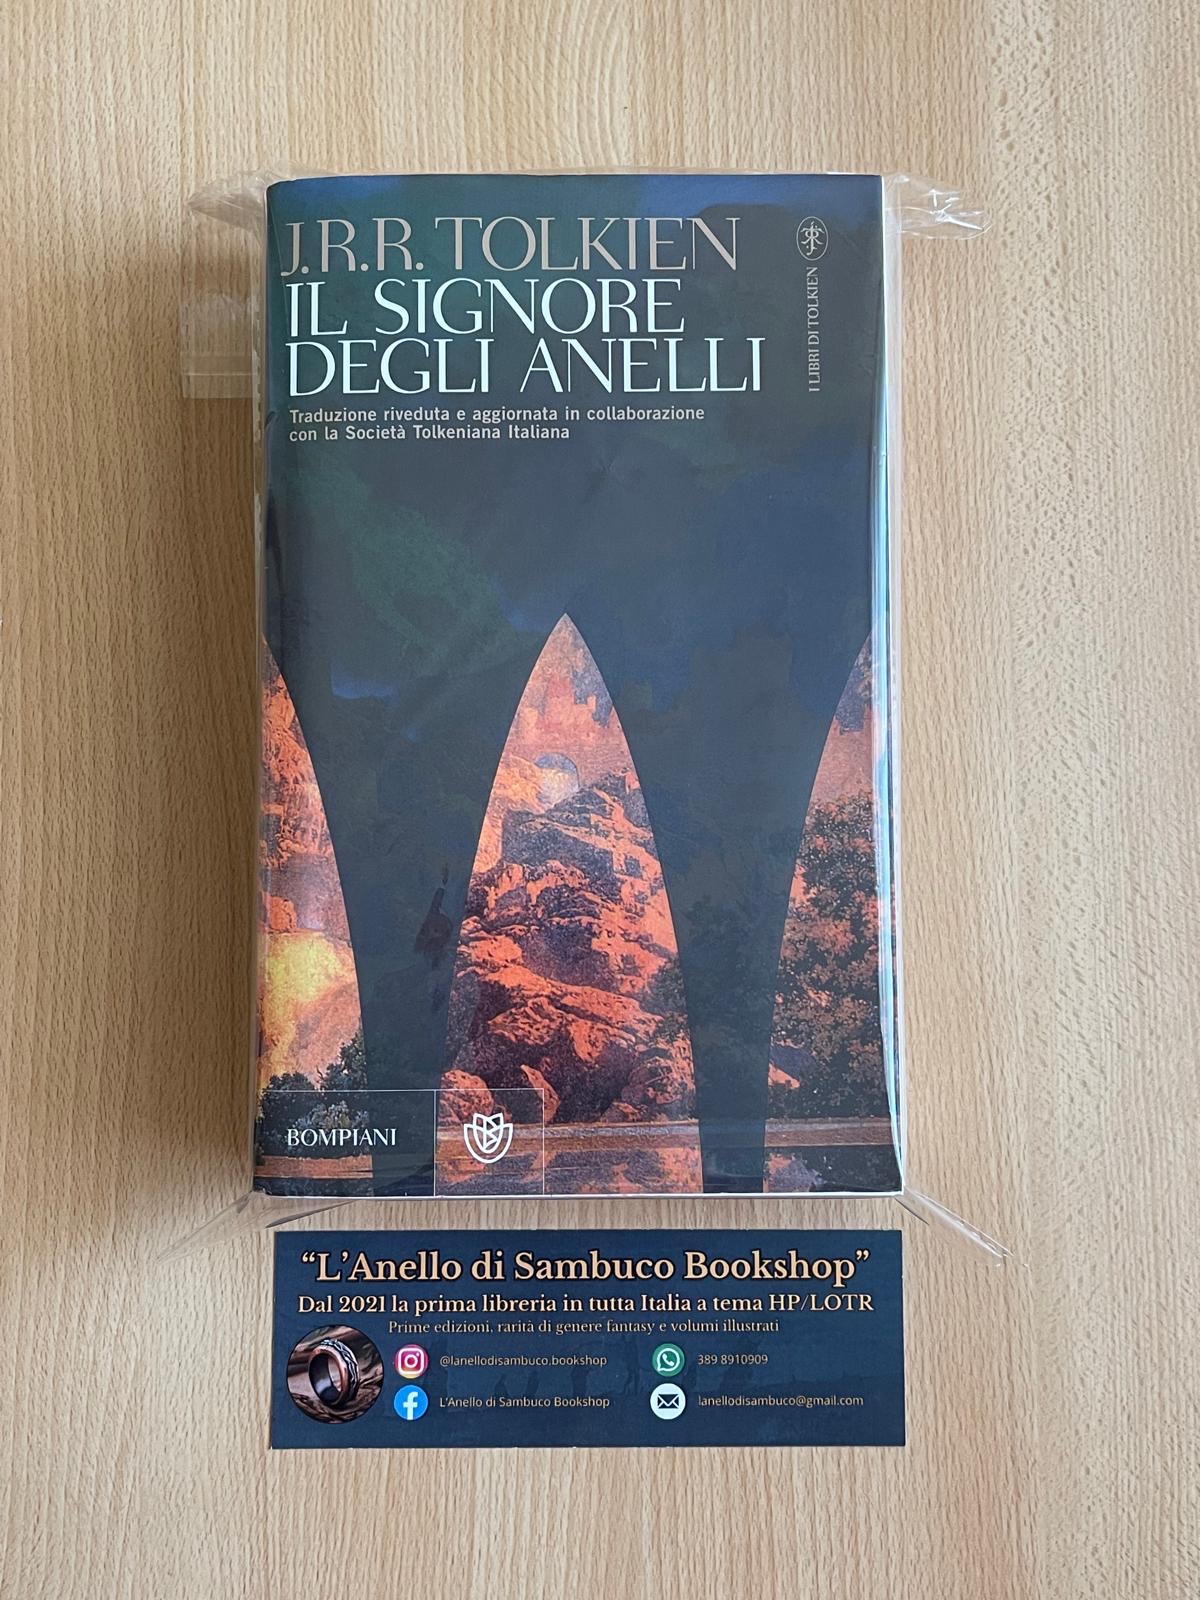 J.R.R. TOLKIEN
IL SIGNORE
DEGLI ANELLI
Traduzione riveduta e aggiornata in collaborazione
con la Società Tolkeniana Italiana
I LIBRI DI TOLKIEN
BOMPIANI
“L’Anello di Sambuco Bookshop”
Dal 2021 la prima libreria in tutta Italia a tema HP/LOTR
Prime edizioni, rarità di genere fantasy e volumi illustrati
@lanellodisambuco.bookshop
389 8910909
L’Anello di Sambuco Bookshop
lanellodisambuco@gmail.com